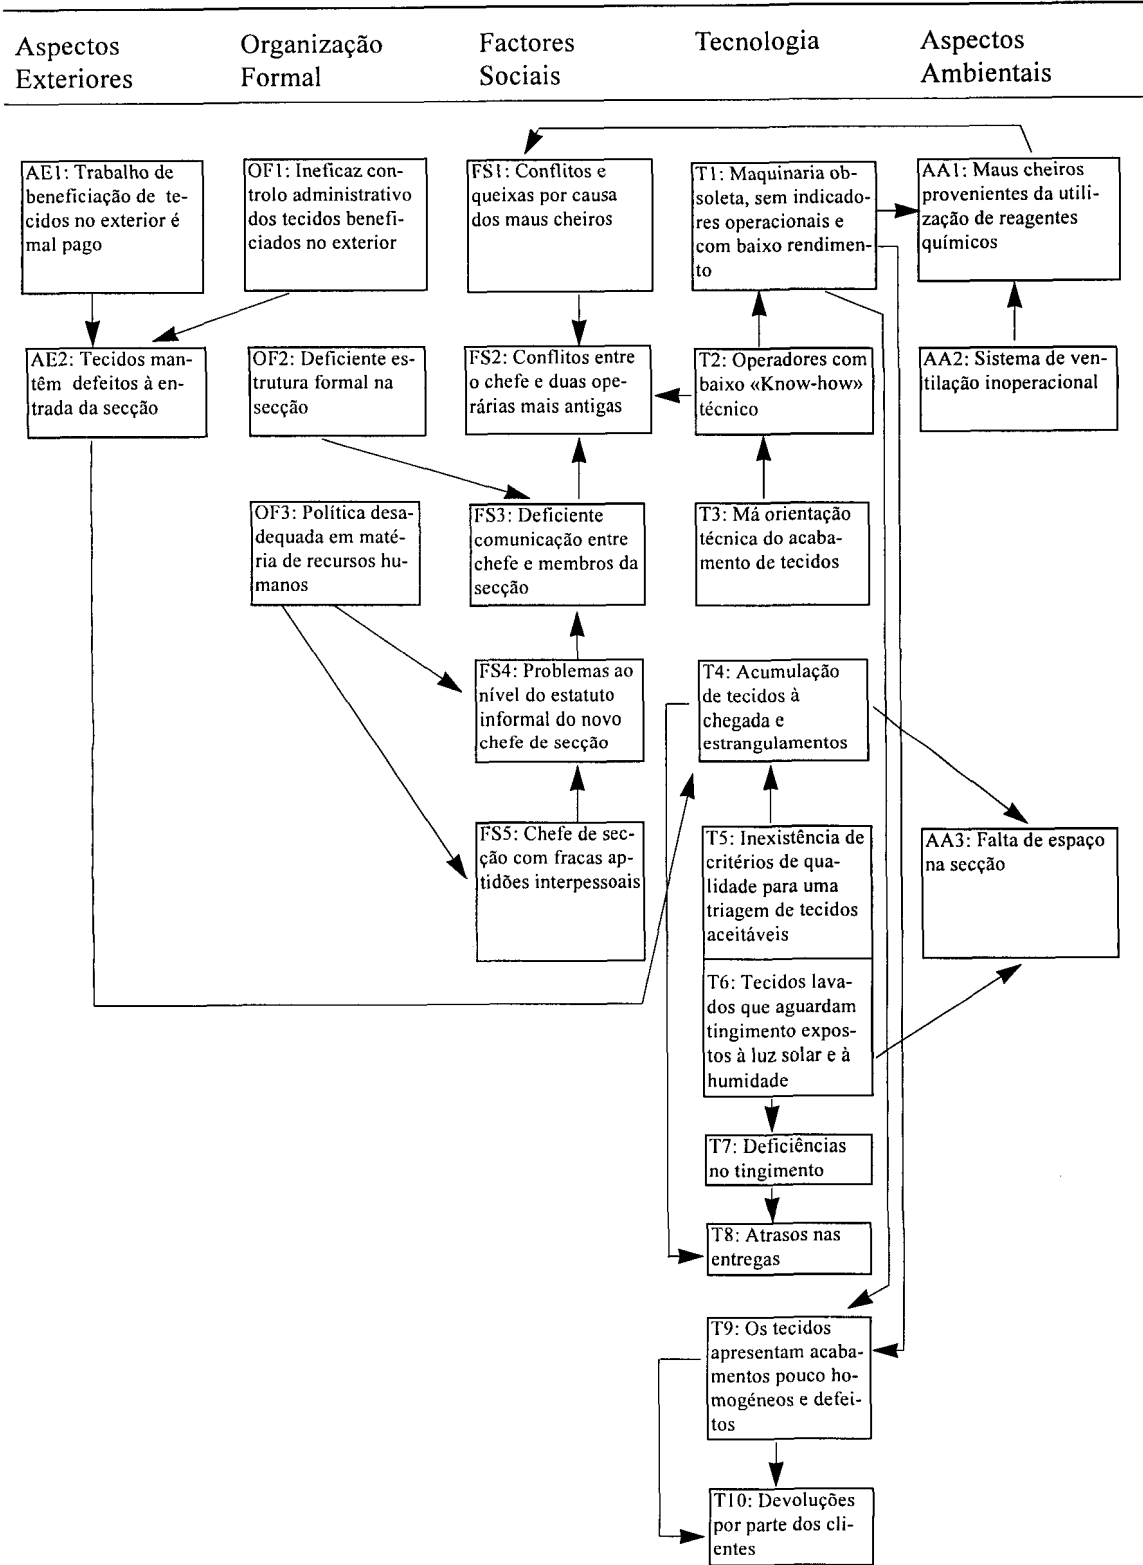 Aspectos
Exteriores
Organização
Formal
Factores
Sociais
Tecnologia
Aspectos
Ambientais
AE1: Trabalho de
beneficiação de te-
cidos no exterior é
mal pago
OF1: Ineficaz con-
trolo administrativo
dos tecidos benefi-
ciados no exterior
FS1: Conflitos e
queixas por causa
dos maus cheiros
T1: Maquinaria ob-
soleta, sem indicado-
res operacionais e
com baixo rendimen-
to
AA1: Maus cheiros
provenientes da utili-
zação de reagentes
químicos
AE2: Tecidos man-
têm defeitos à en-
trada da secção
OF2: Deficiente es-
trutura formal na
secção
FS2: Conflitos entre
o chefe e duas ope-
rárias mais antigas
T2: Operadores com
baixo «Know-how»
técnico
AA2: Sistema de ven-
tilação inoperacional
OF3: Política desa-
dequada em maté-
ria de recursos hu-
manos
FS3: Deficiente
comunicação entre
chefe e membros da
secção
T3: Má orientação
técnica do acaba-
mento de tecidos
FS4: Problemas ao
nível do estatuto
informal do novo
chefe de secção
T4: Acumulação
de tecidos à
chegada e
estrangulamentos
FS5: Chefe de sec-
ção com fracas ap-
tidões interpessoais
T5: Inexistência de
critérios de qua-
lidade para uma
triagem de tecidos
aceitáveis
AA3: Falta de espaço
na secção
T6: Tecidos lava-
dos que aguardam
tingimento expos-
tos à luz solar e à
humidade
T7: Deficiências
no tingimento
T8: Atrasos nas
entregas
T9: Os tecidos
apresentam acaba-
mentos pouco ho-
mogéneos e defei-
tos
T10: Devoluções
por parte dos cli-
entes